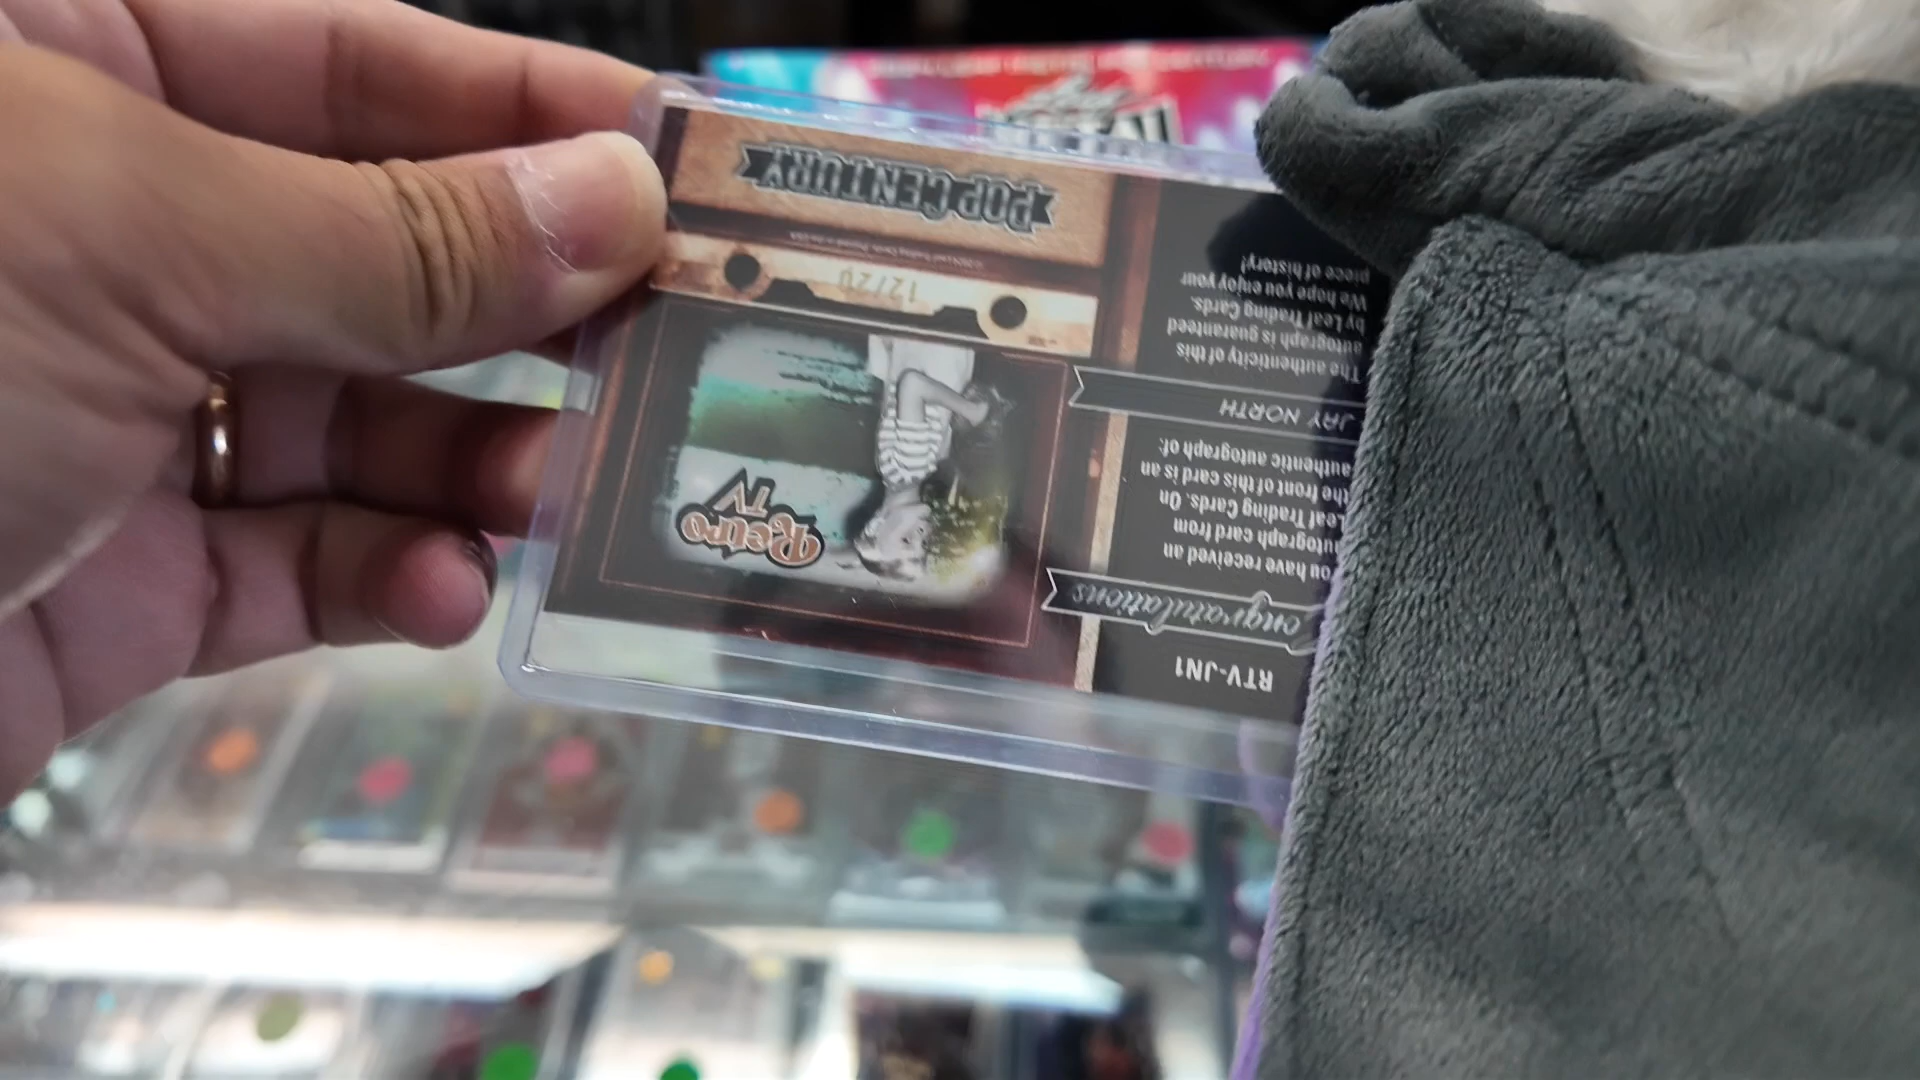 RTV-JN1
Congratulations
You have received an
autograph card from
Leaf Trading Cards. On
the front of this card is an
authentic autograph of:
JAY NORTH
The authenticity of this
autograph is guaranteed
by Leaf Trading Cards.
We hope you enjoy your
piece of history!
Retro
TV
12/20
POP CENTURY